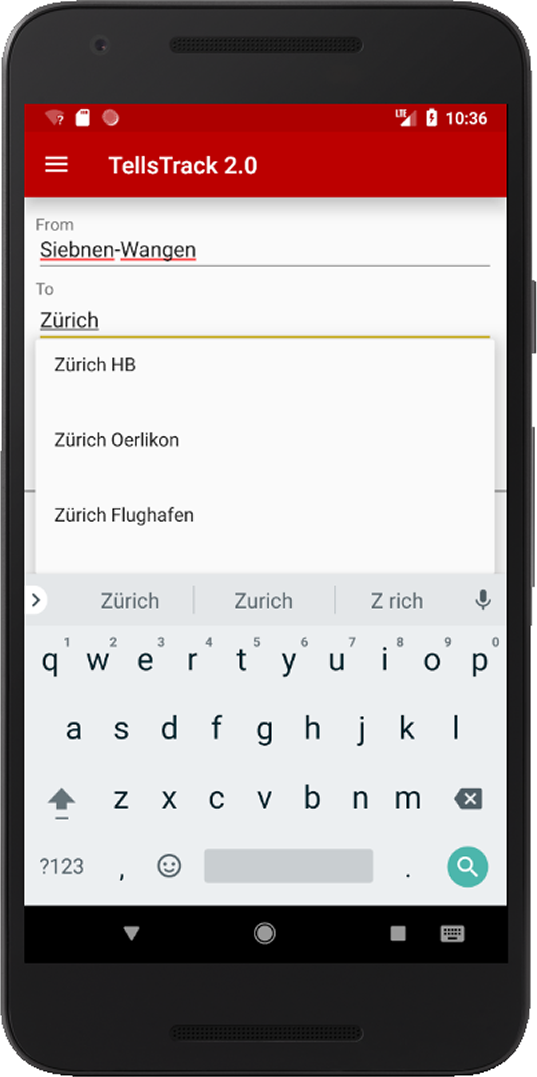 ?
LTE 10:36
TellsTrack 2.0
From
Siebnen-Wangen
To
Zürich
Zürich HB
Zürich Oerlikon
Zürich Flughafen
Zürich Zurich Z rich
1 2 3 4 5 6 7 8 9 0
q w e r t y u i o p
a s d f g h j k l
z x c v b n m
?123 , .